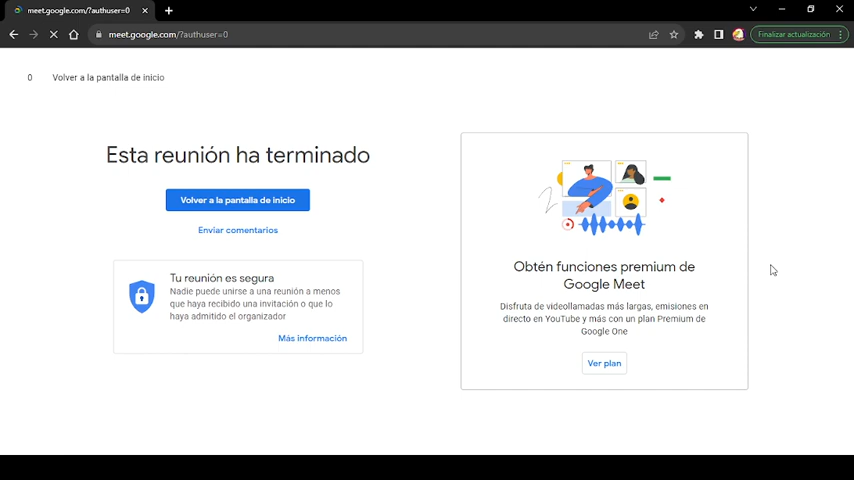 meet.google.com/?authuser=0
meet.google.com/?authuser=0
Finalizar actualización
0 Volver a la pantalla de inicio
Esta reunión ha terminado
Volver a la pantalla de inicio
Enviar comentarios
Tu reunión es segura
Nadie puede unirse a una reunión a menos
que haya recibido una invitación o que lo
haya admitido el organizador
Más información
Obtén funciones premium de
Google Meet
Disfruta de videollamadas más largas, emisiones en
directo en YouTube y más con un plan Premium de
Google One
Ver plan